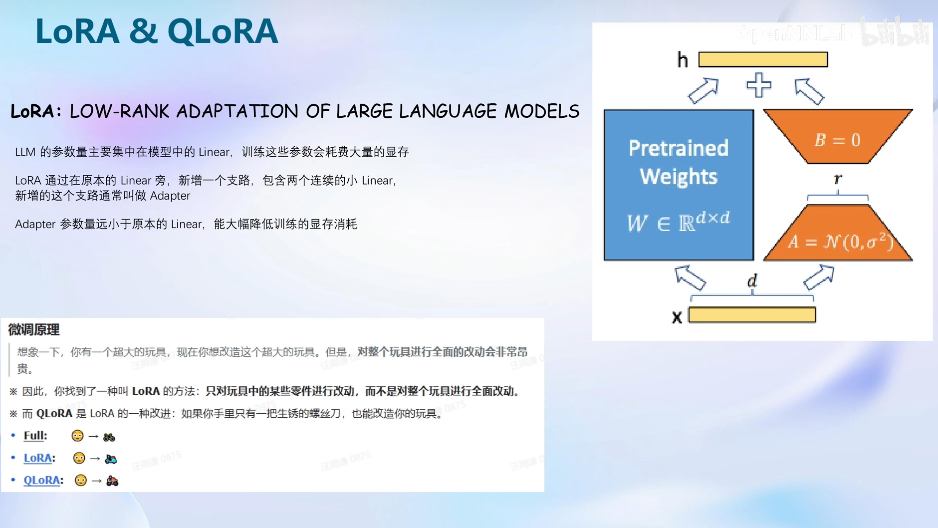 LoRA & QLoRA
LoRA: LOW-RANK ADAPTATION OF LARGE LANGUAGE MODELS
LLM 的参数量主要集中在模型中的 Linear，训练这些参数会耗费大量的显存
LoRA 通过在原本的 Linear 旁，新增一个支路，包含两个连续的小 Linear，
新增的这个支路通常叫做 Adapter
Adapter 参数量远小于原本的 Linear，能大幅降低训练的显存消耗
h
Pretrained
Weights
W ∈ ℝ^{d×d}
B = 0
r
A = 𝒩(0, σ²)
d
x
bilibili
微调原理
想象一下，你有一个超大的玩具，现在你想改造这个超大的玩具。但是，对整个玩具进行全面的改动会非常昂
贵。
※ 因此，你找到了一种叫 LoRA 的方法：只对玩具中的某些零件进行改动，而不是对整个玩具进行全面改动。
※ 而 QLoRA 是 LoRA 的一种改进：如果你手里只有一把生锈的螺丝刀，也能改造你的玩具。
• Full: 😳 → 🚲
• LoRA: 😳 → 🛵
• QLoRA: 😳 → 🏍